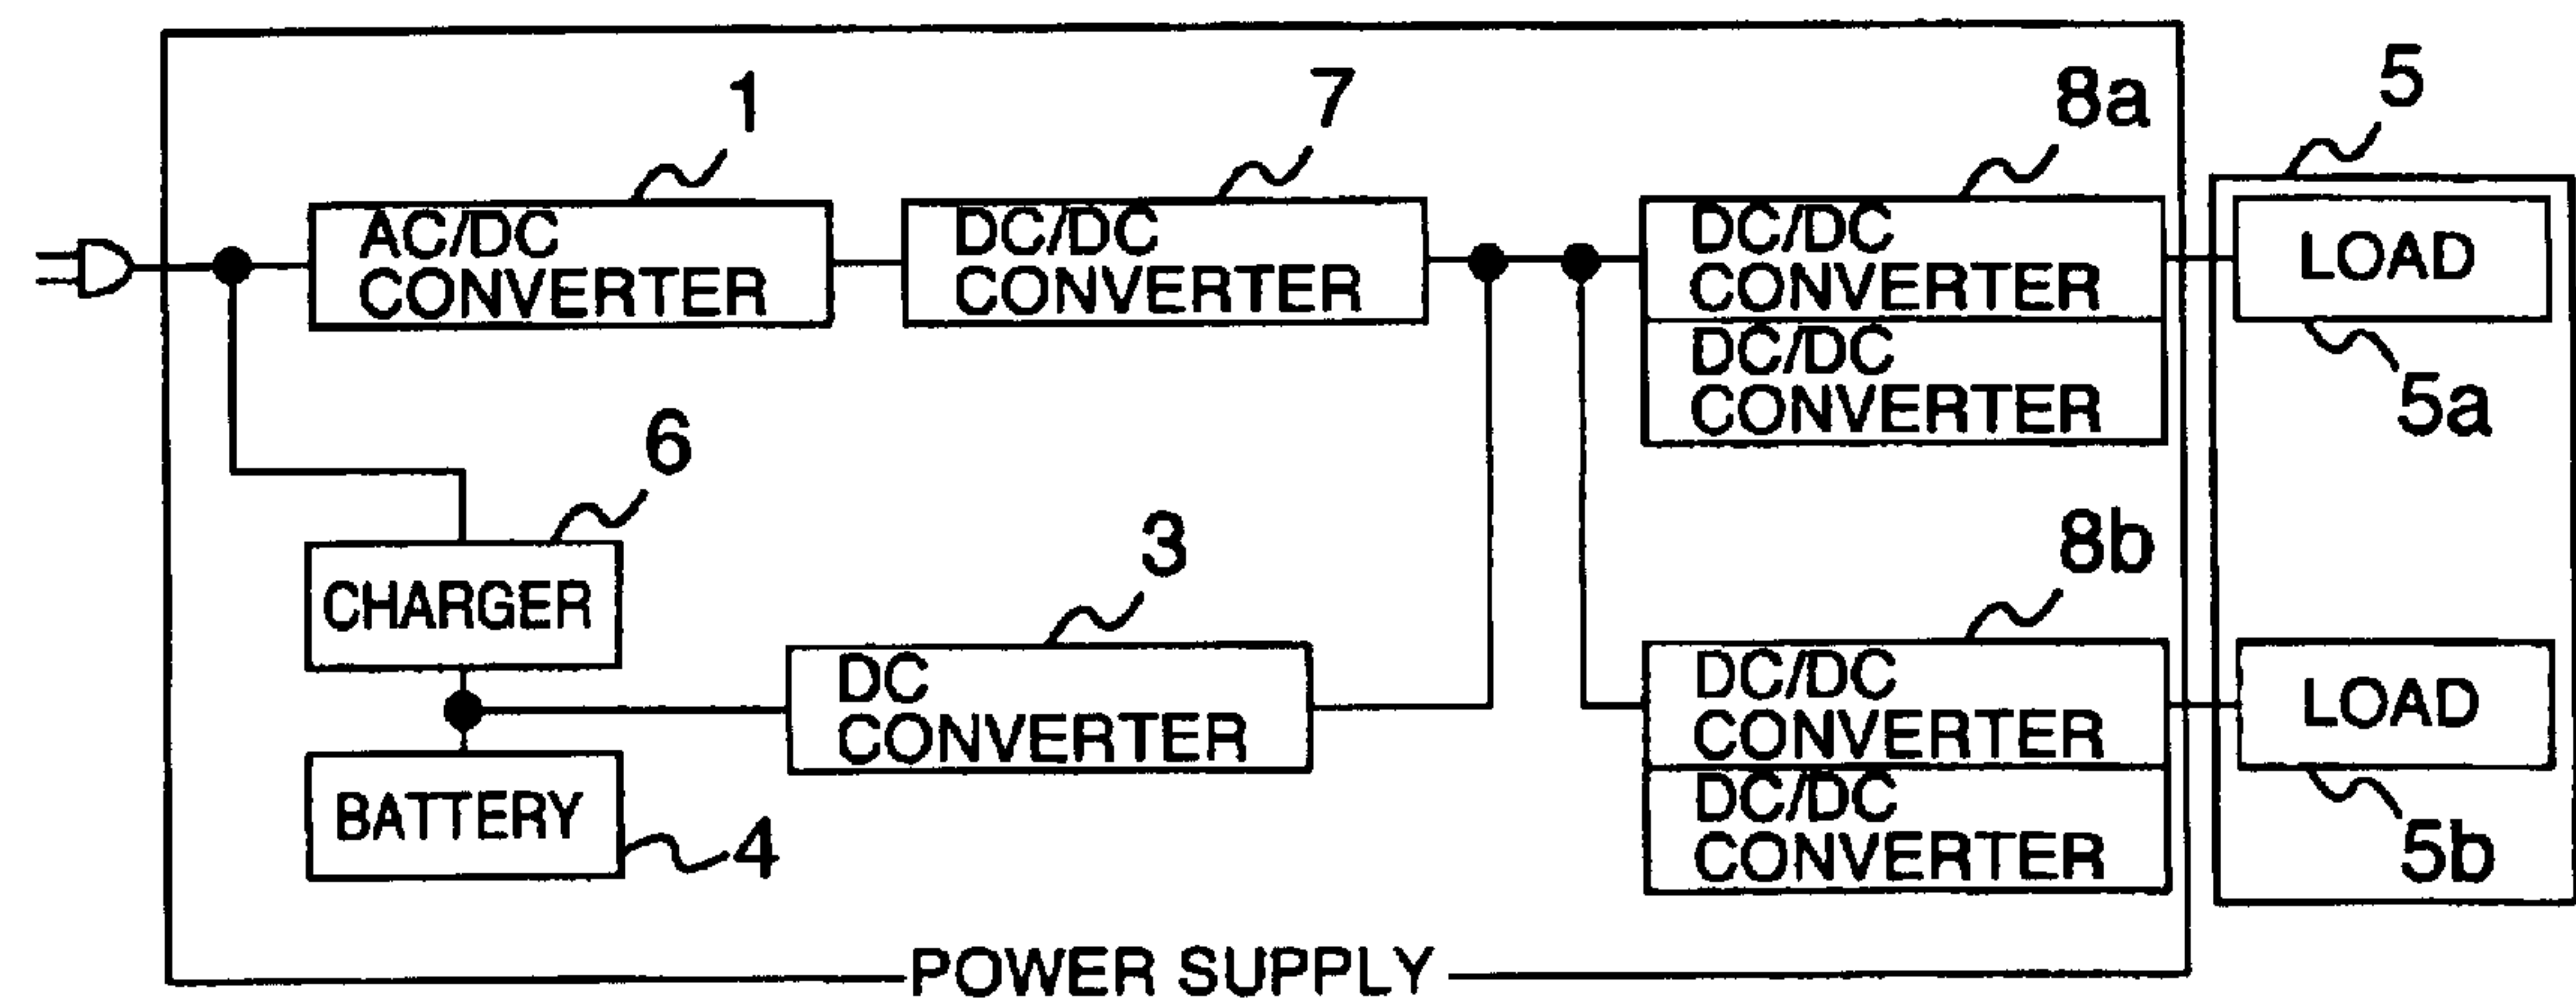 1
7
8a
5
AC/DC
CONVERTER
DC/DC
CONVERTER
DC/DC
CONVERTER
DC/DC
CONVERTER
LOAD
5a
6
CHARGER
3
DC
CONVERTER
8b
DC/DC
CONVERTER
DC/DC
CONVERTER
LOAD
5b
BATTERY
4
POWER SUPPLY